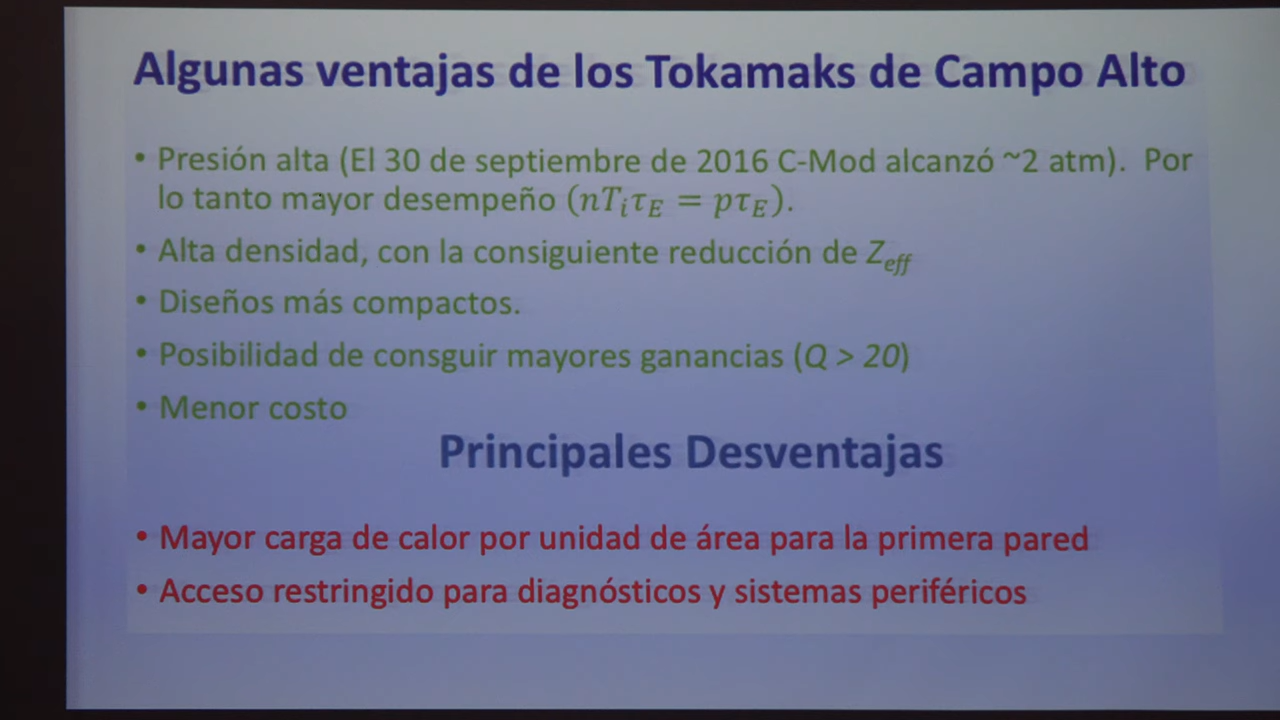 Algunas ventajas de los Tokamaks de Campo Alto
• Presión alta (El 30 de septiembre de 2016 C-Mod alcanzó ~2 atm). Por
lo tanto mayor desempeño (nTᵢτ_E = pτ_E).
• Alta densidad, con la consiguiente reducción de Z_eff
• Diseños más compactos.
• Posibilidad de consguir mayores ganancias (Q > 20)
• Menor costo
Principales Desventajas
• Mayor carga de calor por unidad de área para la primera pared
• Acceso restringido para diagnósticos y sistemas periféricos